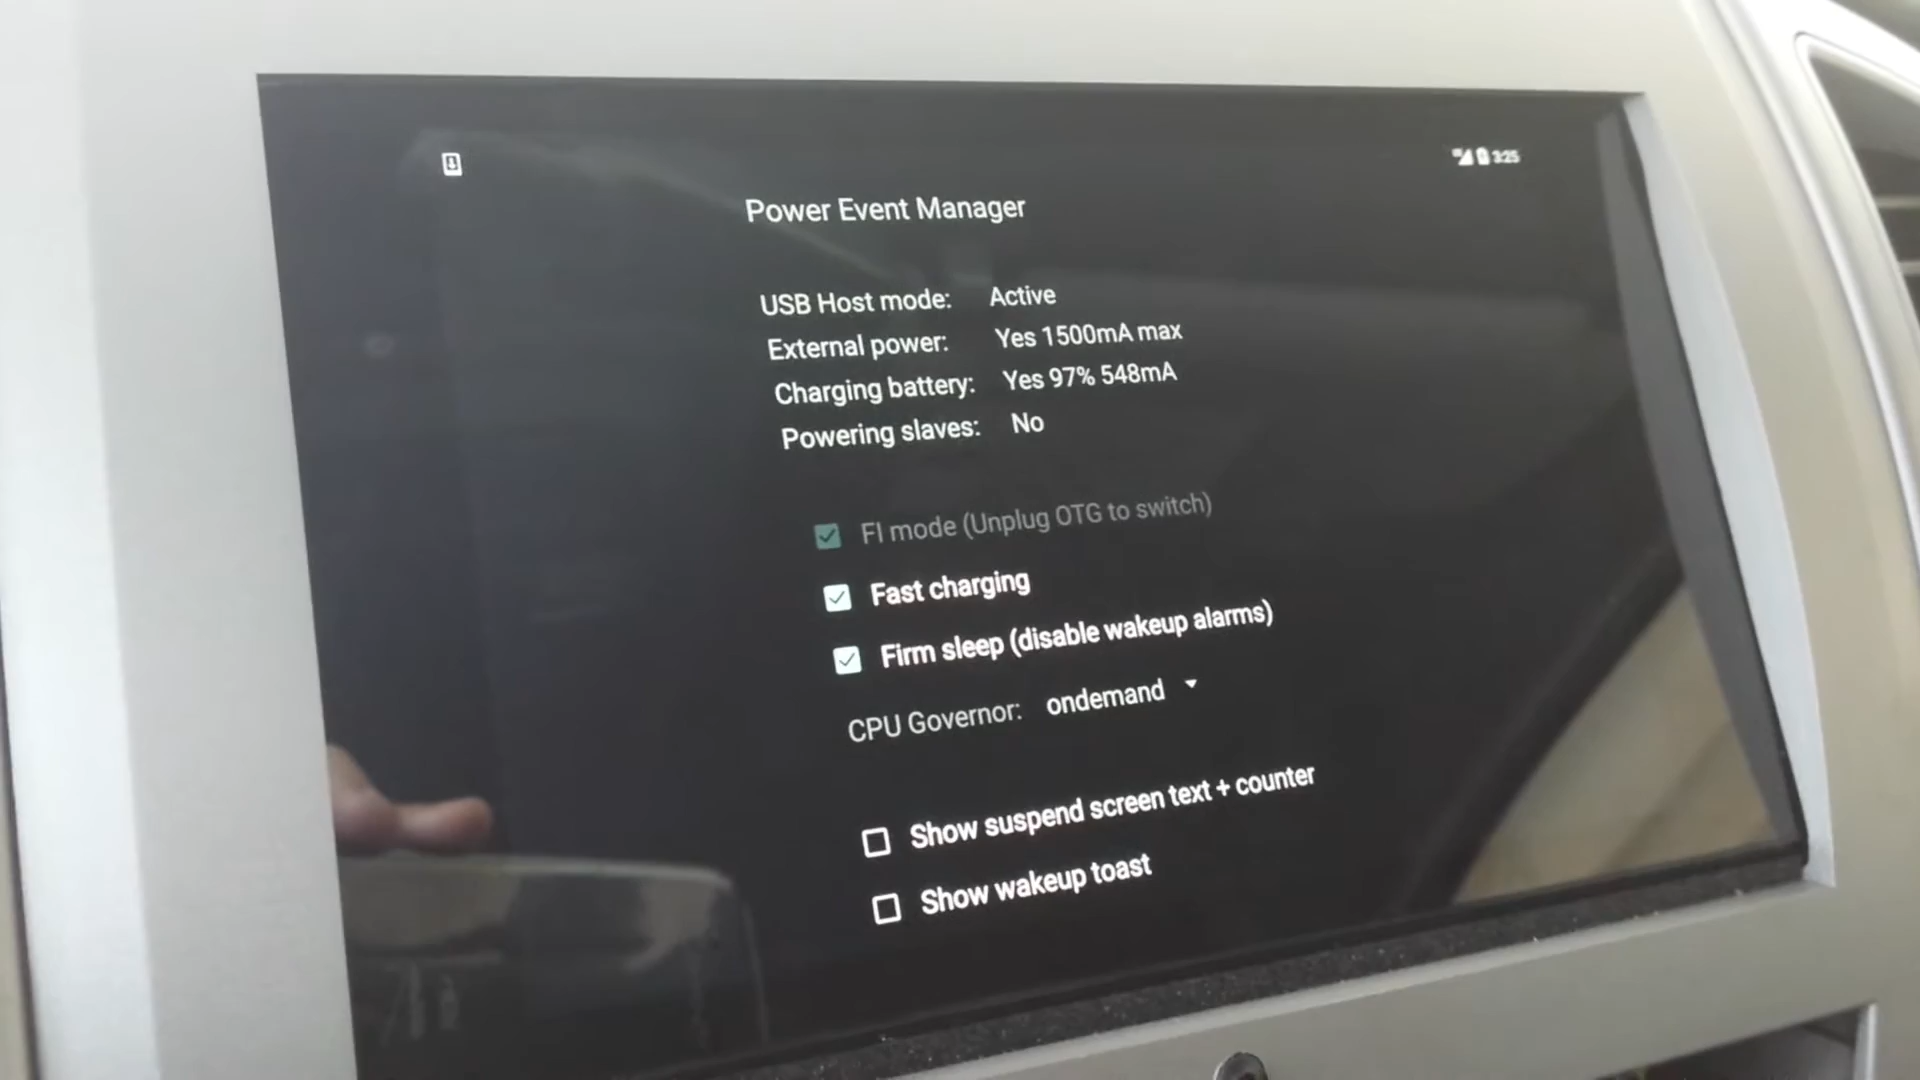 3:25
Power Event Manager
USB Host mode: Active
External power: Yes 1500mA max
Charging battery: Yes 97% 548mA
Powering slaves: No
FI mode (Unplug OTG to switch)
Fast charging
Firm sleep (disable wakeup alarms)
CPU Governor: ondemand
Show suspend screen text + counter
Show wakeup toast